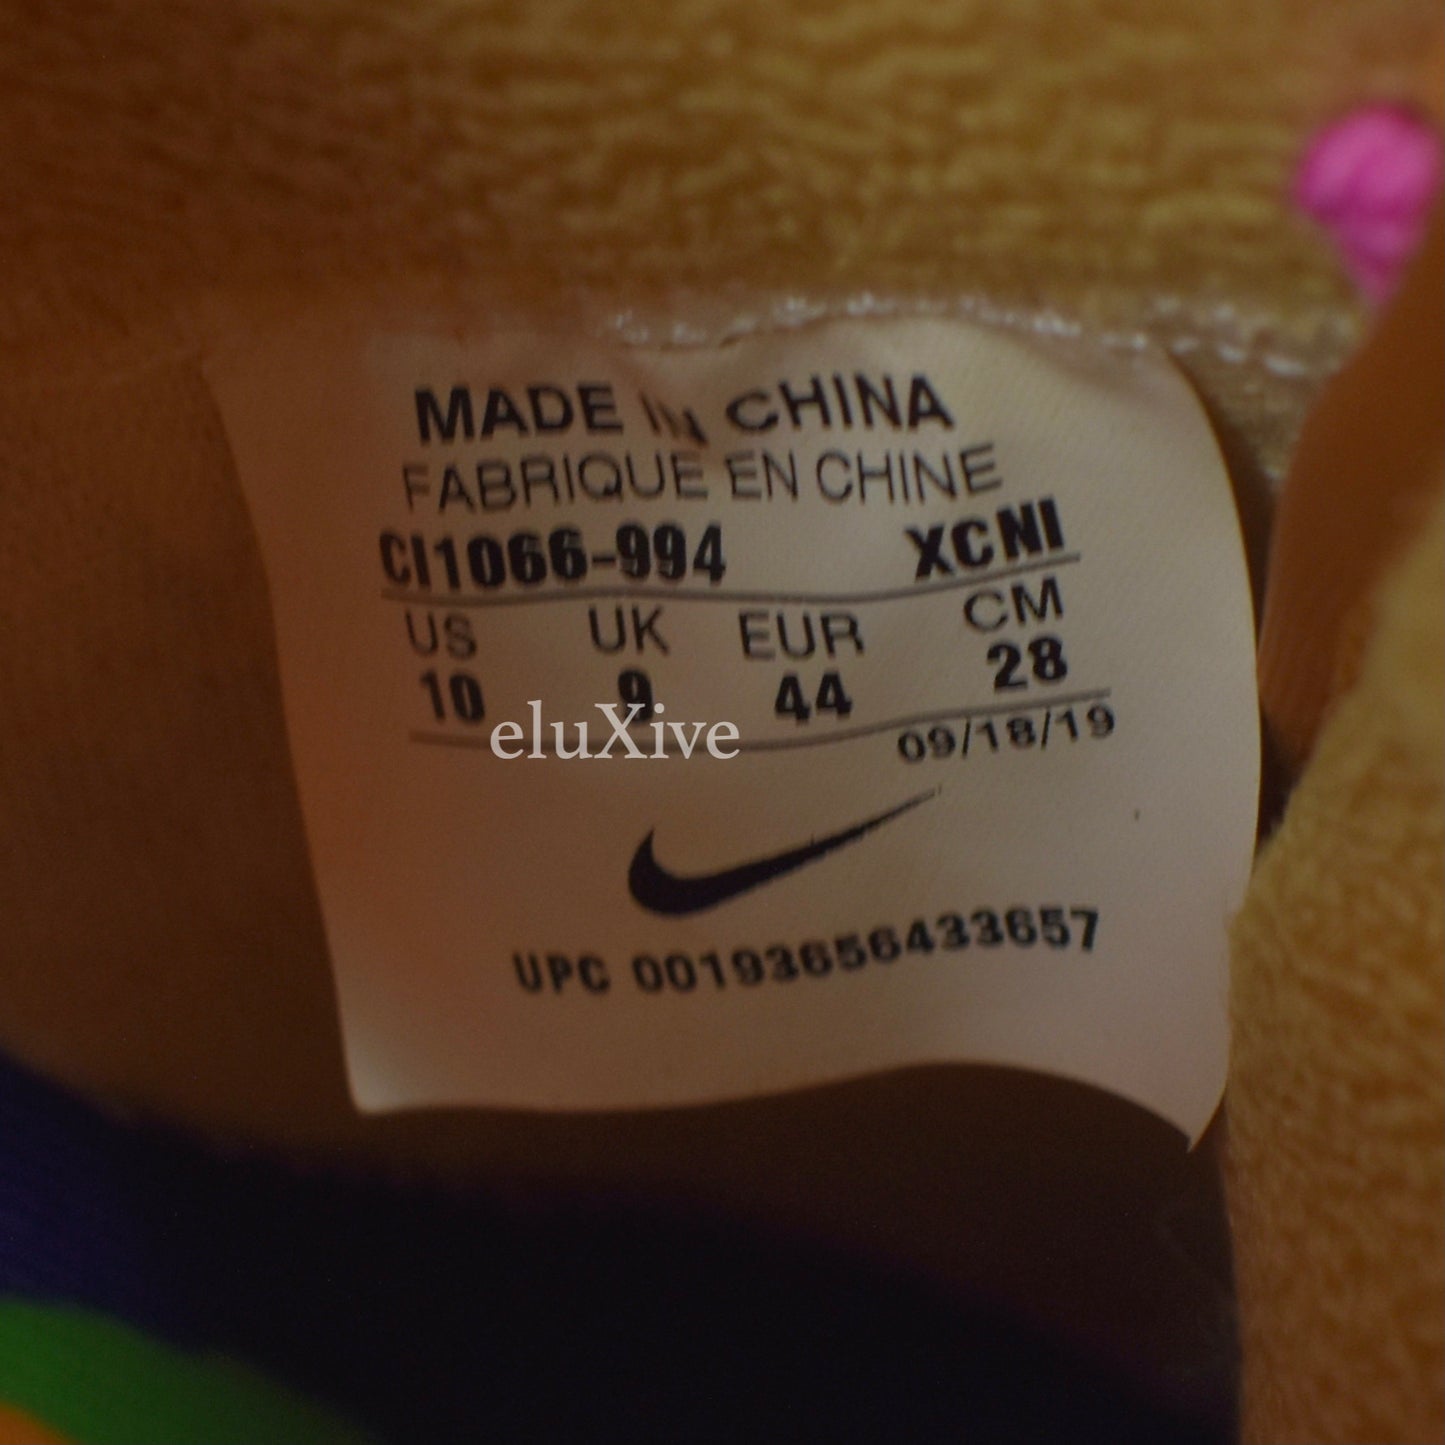 MADE IN CHINA
FABRIQUE EN CHINE
CI1066-994 XCNI
US UK EUR CM
10 9 44 28
eluXive
09/18/19
UPC 00193656433657